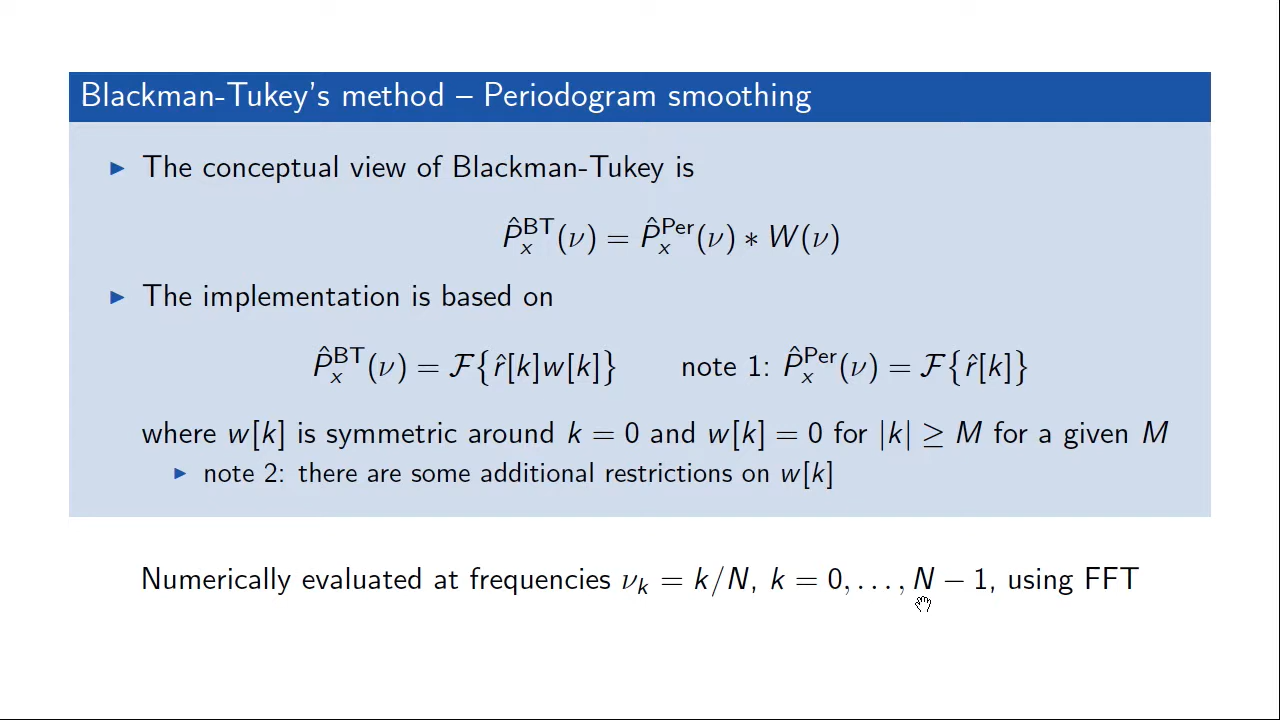 Blackman-Tukey's method – Periodogram smoothing
▶ The conceptual view of Blackman-Tukey is
P̂ₓᴮᵀ(ν) = P̂ₓᴾᵉʳ(ν) ∗ W(ν)
▶ The implementation is based on
P̂ₓᴮᵀ(ν) = ℱ{r̂[k]w[k]} note 1: P̂ₓᴾᵉʳ(ν) = ℱ{r̂[k]}
where w[k] is symmetric around k = 0 and w[k] = 0 for |k| ≥ M for a given M
▶ note 2: there are some additional restrictions on w[k]
Numerically evaluated at frequencies νₖ = k/N, k = 0, . . . , N − 1, using FFT